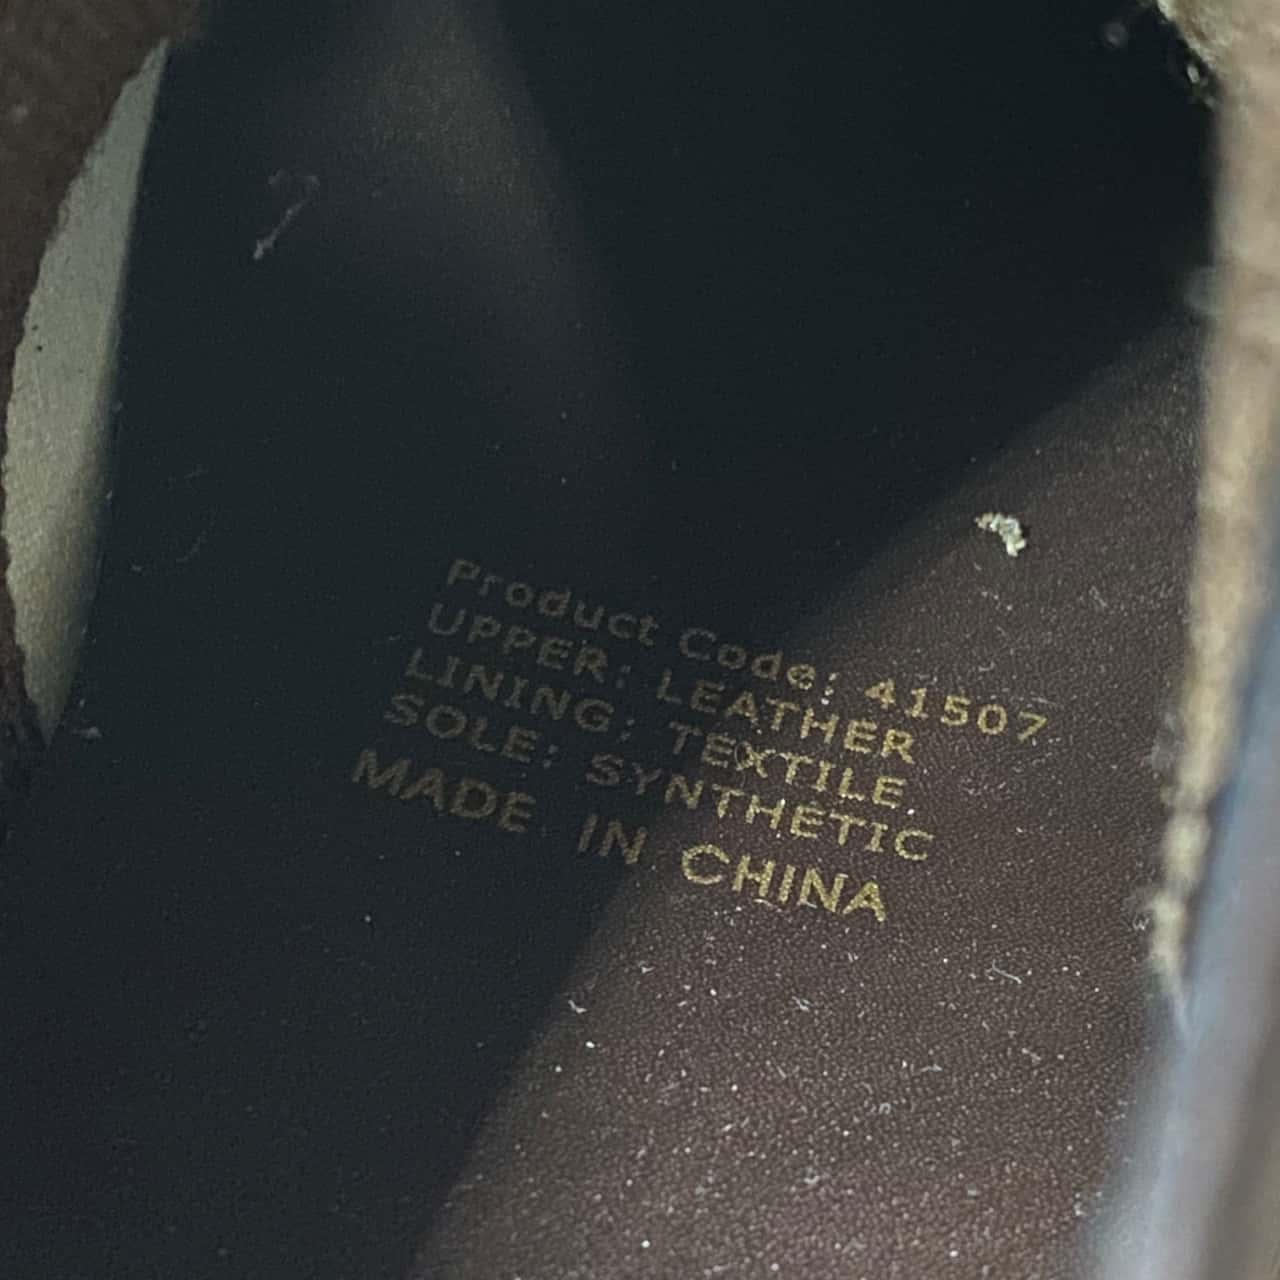 Product Code: 41507
UPPER: LEATHER
LINING: TEXTILE
SOLE: SYNTHETIC
MADE IN CHINA